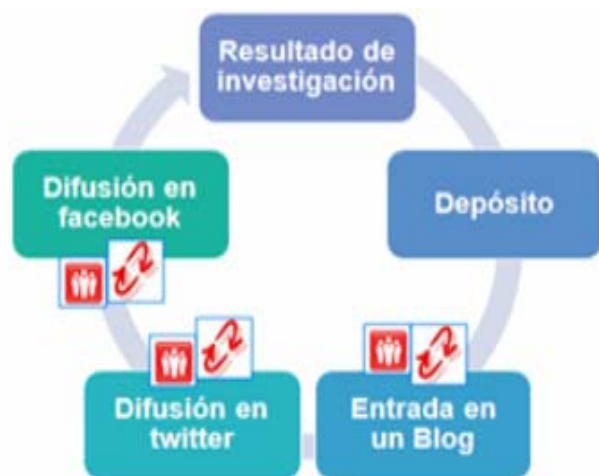 Resultado de
investigación
Depósito
Entrada en
un Blog
Difusión en
twitter
Difusión en
facebook